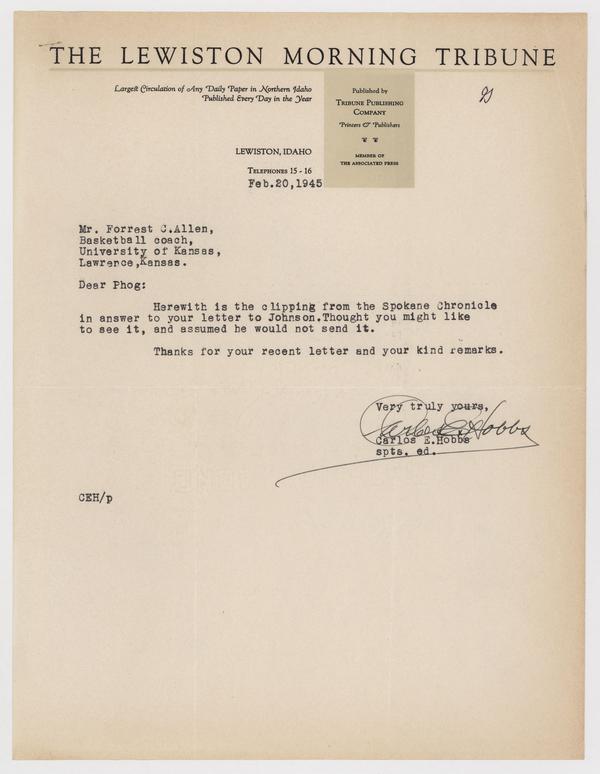 THE LEWISTON MORNING TRIBUNE
Largest Circulation of Any Daily Paper in Northern Idaho
Published Every Day in the Year
Published by
TRIBUNE PUBLISHING
COMPANY
Printers & Publishers
MEMBER OF
THE ASSOCIATED PRESS
LEWISTON, IDAHO
TELEPHONES 15 - 16
Feb.20,1945
Mr. Forrest C.Allen,
Basketball coach,
University of Kansas,
Lawrence,Kansas.
Dear Phog:
Herewith is the clipping from the Spokane Chronicle
in answer to your letter to Johnson.Thought you might like
to see it, and assumed he would not send it.
Thanks for your recent letter and your kind remarks.
Very truly yours,
Carlos E. Hobbs
Carlos E.Hobbs
spts. ed.
CEH/p